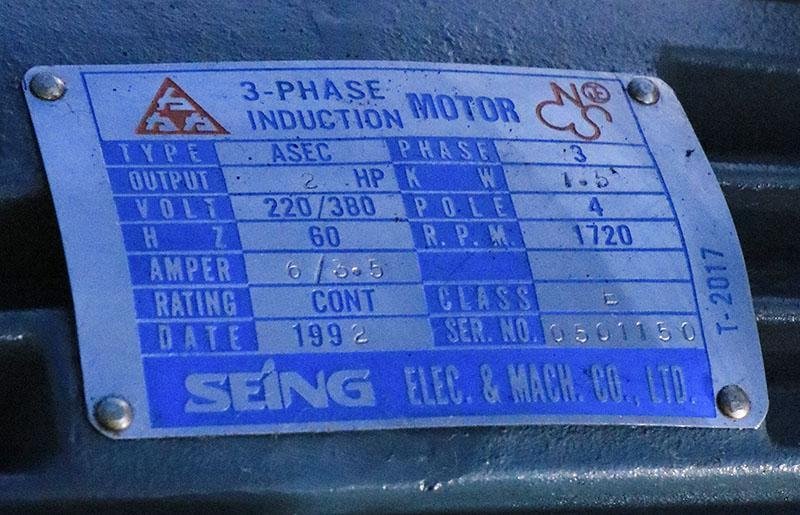 3-PHASE INDUCTION MOTOR
CNS
TYPE ASEC PHASE 3
OUTPUT 2 HP K W 1.5
VOLT 220/380 POLE 4
H Z 60 R.P.M. 1720
AMPER 6/3.5
RATING CONT CLASS E
DATE 1992 SER. NO. 0501150
SEING ELEC. & MACH. CO., LTD.
T-2017